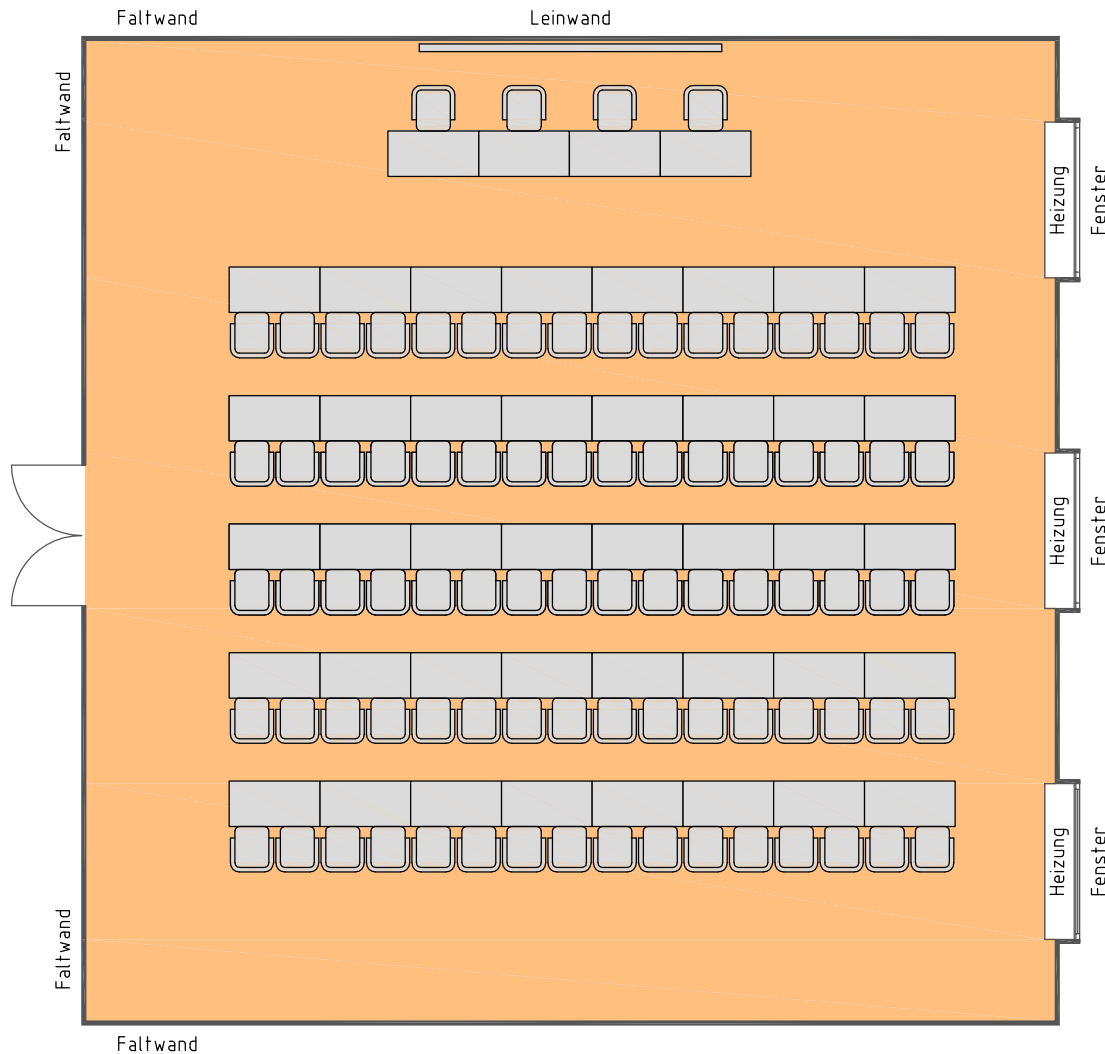 Faltwand
Leinwand
Faltwand
Heizung
Fenster
Heizung
Fenster
Heizung
Fenster
Faltwand
Faltwand